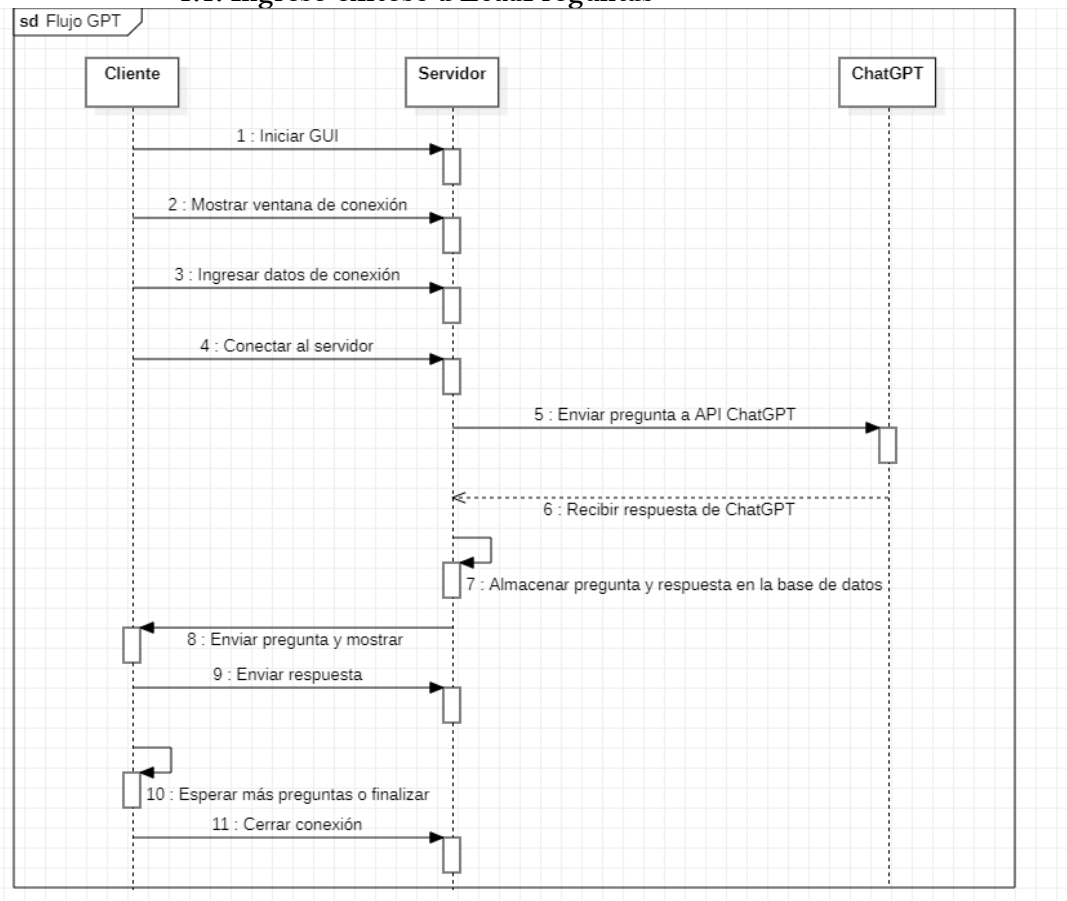 sd Flujo GPT
Cliente
Servidor
ChatGPT
1 : Iniciar GUI
2 : Mostrar ventana de conexión
3 : Ingresar datos de conexión
4 : Conectar al servidor
5 : Enviar pregunta a API ChatGPT
6 : Recibir respuesta de ChatGPT
7 : Almacenar pregunta y respuesta en la base de datos
8 : Enviar pregunta y mostrar
9 : Enviar respuesta
10 : Esperar más preguntas o finalizar
11 : Cerrar conexión